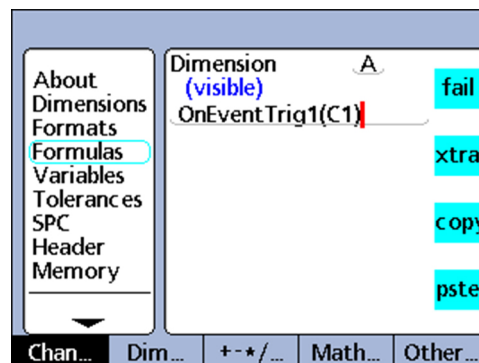 About
Dimensions
Formats
Formulas
Variables
Tolerances
SPC
Header
Memory
Dimension A
(visible)
OnEventTrig1(C1)
fail
xtra
copy
pste
Chan... Dim... +-*/... Math... Other...